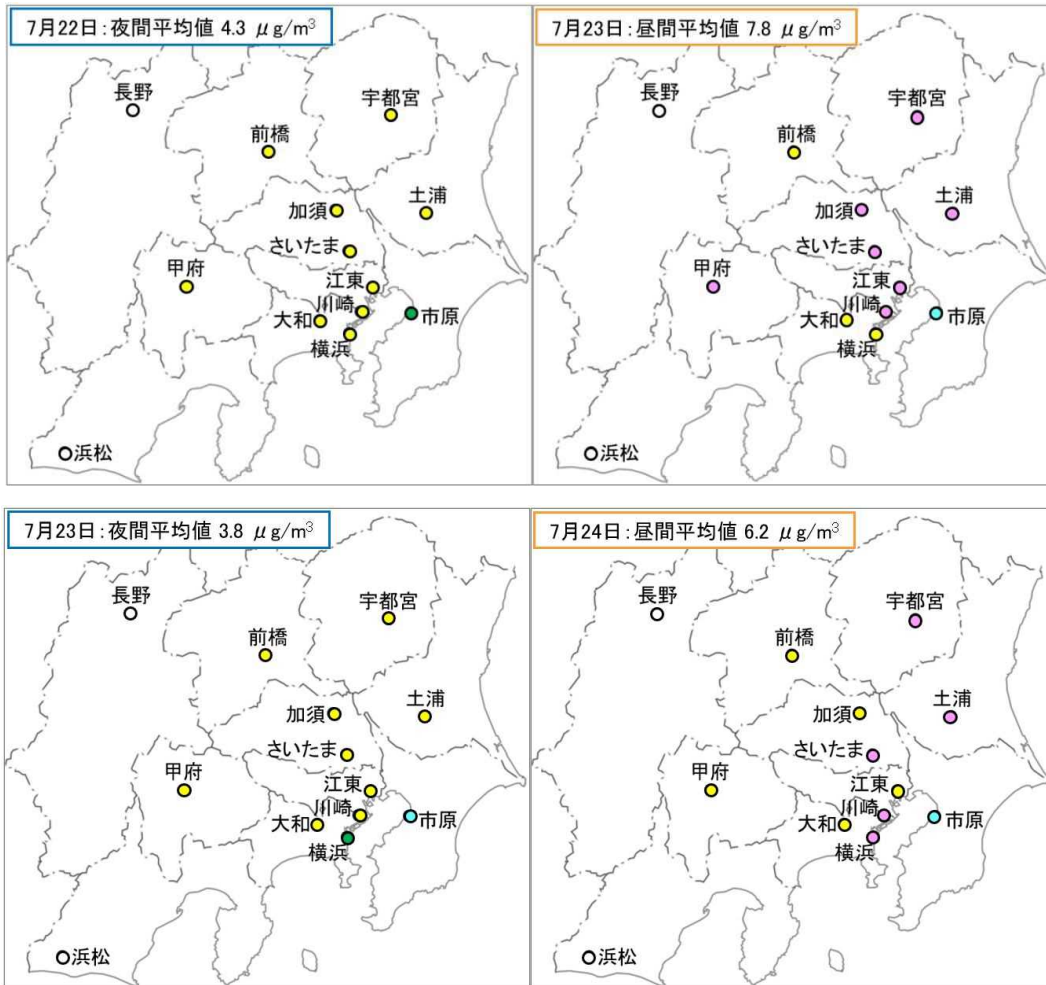 7月22日：夜間平均値 4.3 μg/m³
長野
宇都宮
前橋
加須
土浦
さいたま
甲府
江東
川崎
大和
市原
横浜
浜松
7月23日：昼間平均値 7.8 μg/m³
長野
宇都宮
前橋
加須
土浦
さいたま
甲府
江東
川崎
大和
市原
横浜
浜松
7月23日：夜間平均値 3.8 μg/m³
長野
宇都宮
前橋
加須
土浦
さいたま
甲府
江東
川崎
大和
市原
横浜
浜松
7月24日：昼間平均値 6.2 μg/m³
長野
宇都宮
前橋
加須
土浦
さいたま
甲府
江東
川崎
大和
市原
横浜
浜松